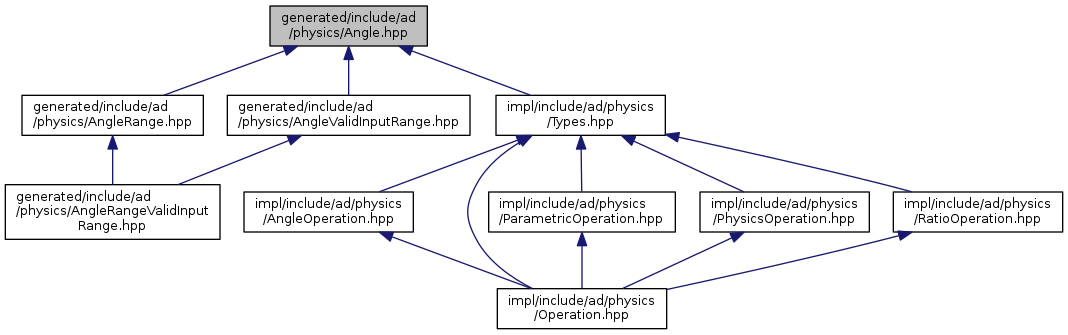 generated/include/ad
/physics/Angle.hpp
generated/include/ad
/physics/AngleRange.hpp
generated/include/ad
/physics/AngleValidInputRange.hpp
impl/include/ad/physics
/Types.hpp
generated/include/ad
/physics/AngleRangeValidInput
Range.hpp
impl/include/ad/physics
/AngleOperation.hpp
impl/include/ad/physics
/ParametricOperation.hpp
impl/include/ad/physics
/PhysicsOperation.hpp
impl/include/ad/physics
/RatioOperation.hpp
impl/include/ad/physics
/Operation.hpp